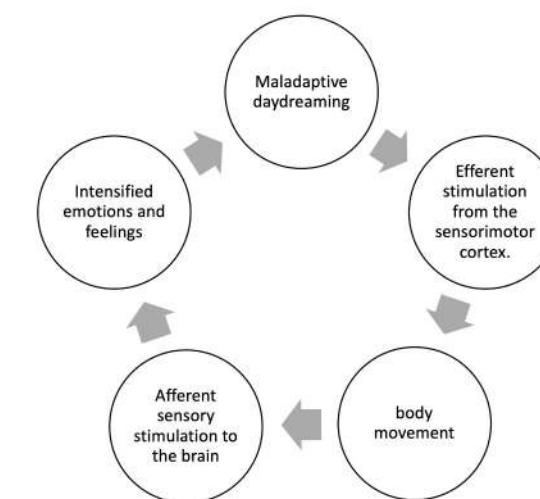 Maladaptive
daydreaming
Efferent
stimulation
from the
sensorimotor
cortex.
body
movement
Afferent
sensory
stimulation to
the brain
Intensified
emotions and
feelings